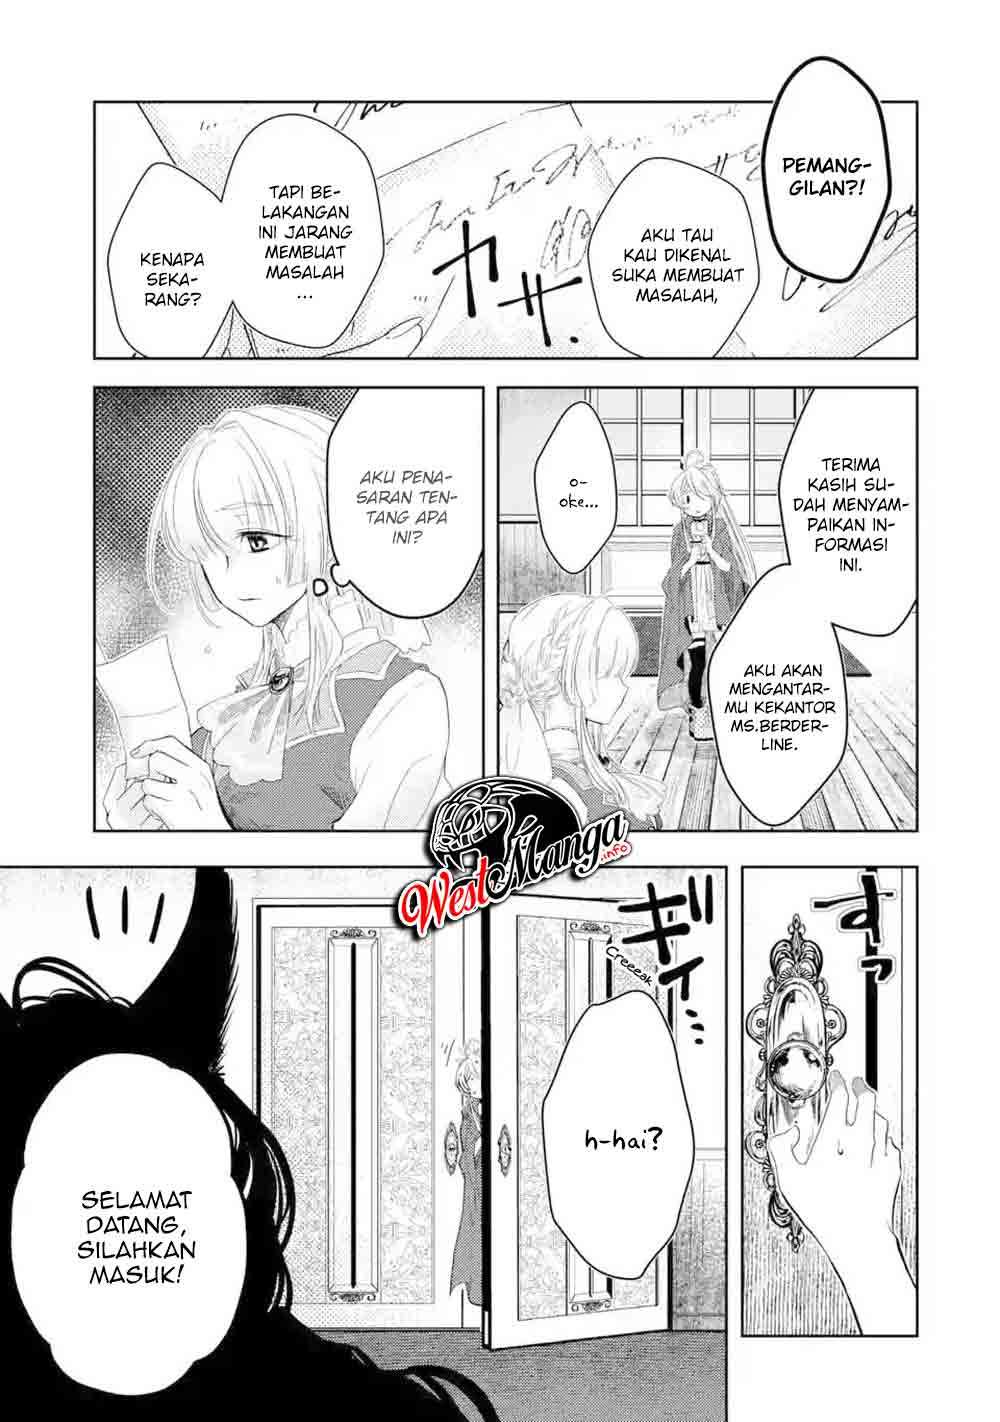 PEMANG-
GILAN?!
AKU TAU
KAU DIKENAL
SUKA MEMBUAT
MASALAH,
ガサ
TAPI BE-
LAKANGAN
INI JARANG
MEMBUAT
MASALAH
...
KENAPA
SEKA-
RANG?
TERIMA
KASIH SU-
DAH MENYAM-
PAIKAN IN-
FORMASI
INI.
o-
oke...
AKU AKAN
MENGANTAR-
MU KEKANTOR
MS.BERDER-
LINE.
AKU PENA-
SARAN TEN-
TANG APA
INI?
WestManga
.info
すっ
ギィ
Creeeak
h-hai?
SELAMAT
DATANG,
SILAHKAN
MASUK!